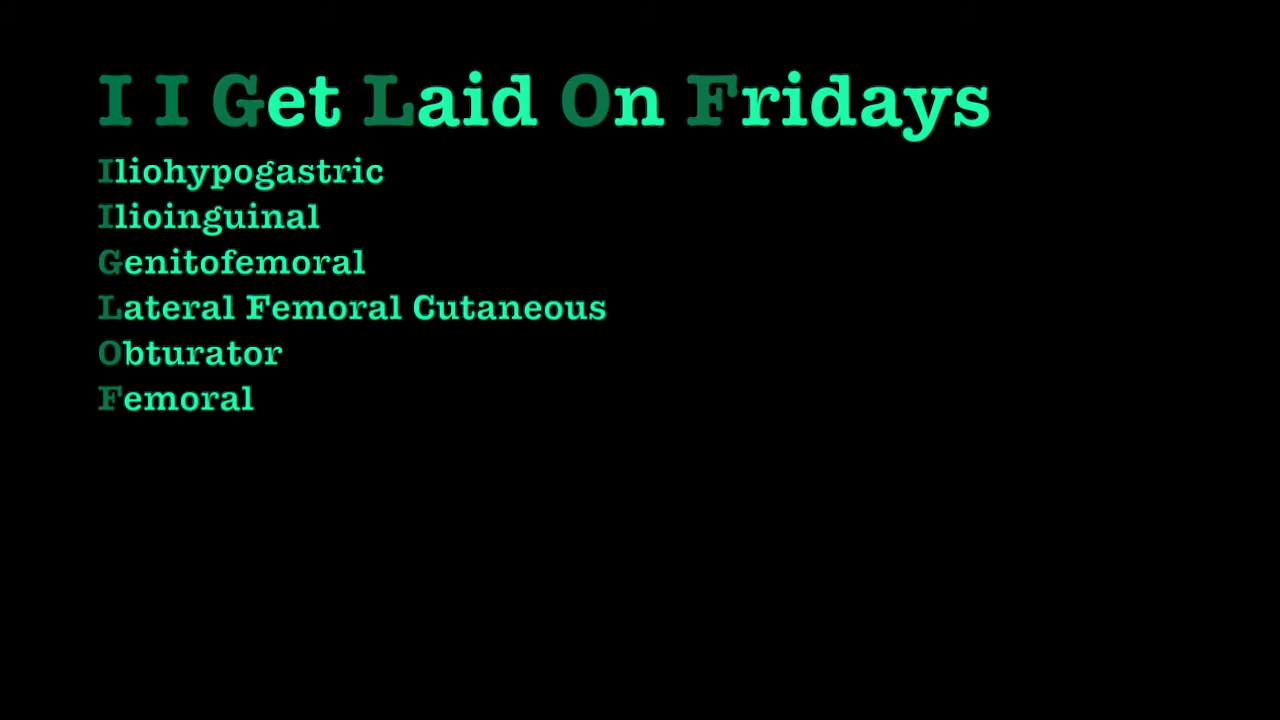 I I Get Laid On Fridays
Iliohypogastric
Ilioinguinal
Genitofemoral
Lateral Femoral Cutaneous
Obturator
Femoral